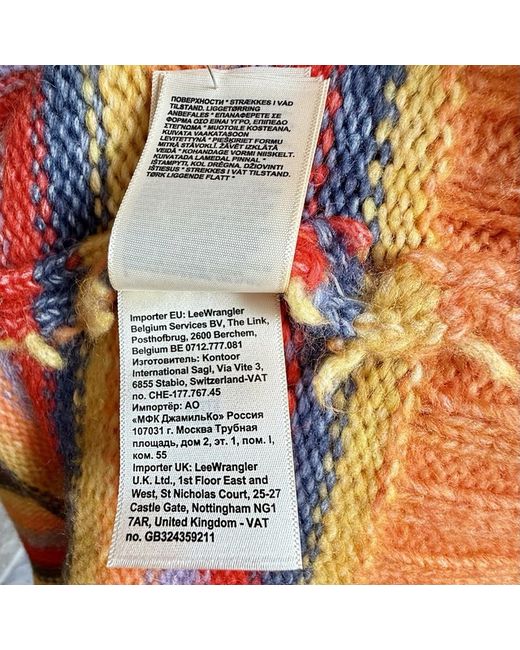 ПОВЕРХНОСТИ * STRÆKKES I VÅD
TILSTAND. LIGGETØRRING
ANBEFALES * ΕΠΑΝΑΦΕΡΕΤΕ ΣΕ
ΦΟΡΜΑ ΟΣΟ ΕΙΝΑΙ ΥΓΡΟ, ΕΠΙΠΕΔΟ
ΣΤΕΓΝΩΜΑ * MUOTOILE KOSTEANA,
KUIVATA VAAKATASOON
LEVITETTYNÄ * PIEŠĶIRIET FORMU
MITRĀ STĀVOKLĪ. ŽĀVĒT IZKLĀTĀ
VEIDĀ * KOHANDAGE VORMI NIISKELT.
KUIVATADA LAMEDAL PINNAL *
IŠTAMPYTI, KOL DRĖGNA. DŽIOVINTI
IŠTIESUS * STREKKES I VÅT TILSTAND.
TØRK LIGGENDE FLATT *
Importer EU: LeeWrangler
Belgium Services BV, The Link,
Posthofbrug, 2600 Berchem,
Belgium BE 0712.777.081
Изготовитель: Kontoor
International Sagl, Via Vite 3,
6855 Stabio, Switzerland-VAT
no. CHE-177.767.45
Импортёр: АО
«МФК ДжамильКо» Россия
107031 г. Москва Трубная
площадь, дом 2, эт. 1, пом. I,
ком. 55
Importer UK: LeeWrangler
U.K. Ltd., 1st Floor East and
West, St Nicholas Court, 25-27
Castle Gate, Nottingham NG1
7AR, United Kingdom - VAT
no. GB324359211